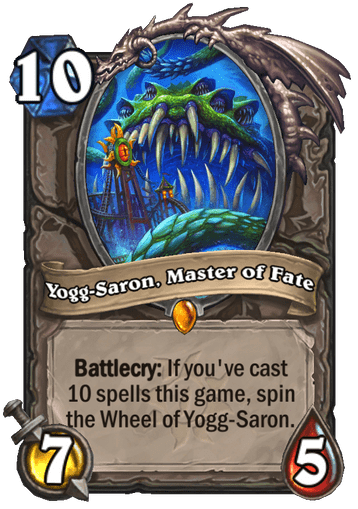 10
Yogg-Saron, Master of Fate
Battlecry: If you've cast
10 spells this game, spin
the Wheel of Yogg-Saron.
7
5